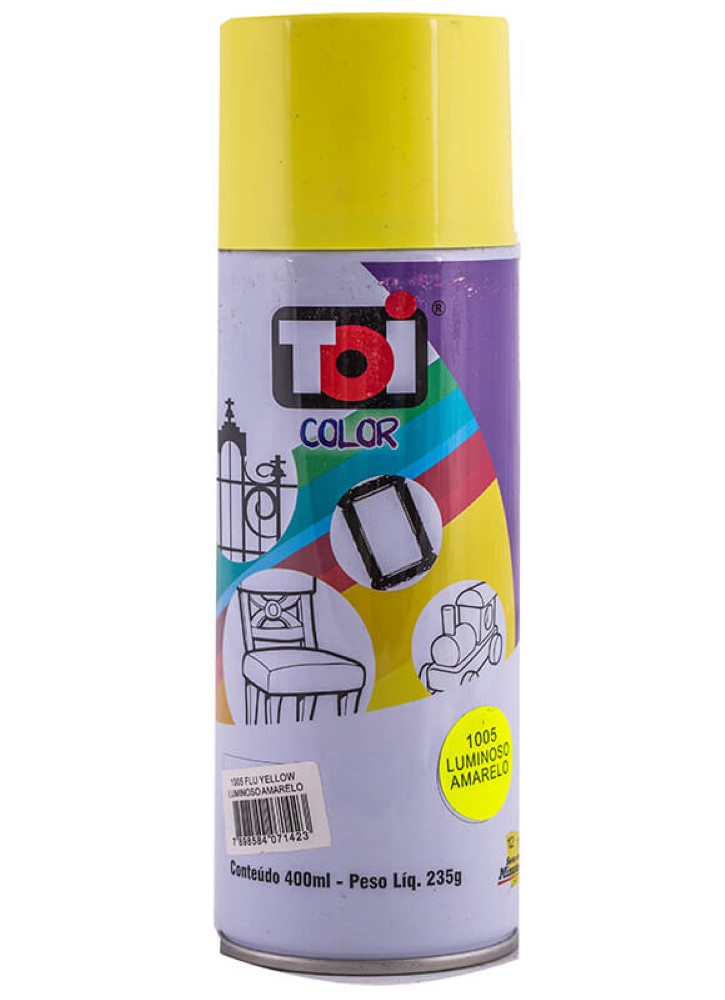 Toi ®
COLOR
1005
LUMINOSO
AMARELO
1005 FLU YELLOW
LUMINOSO AMARELO
7 898584 071423
Conteúdo 400ml - Peso Líq. 235g